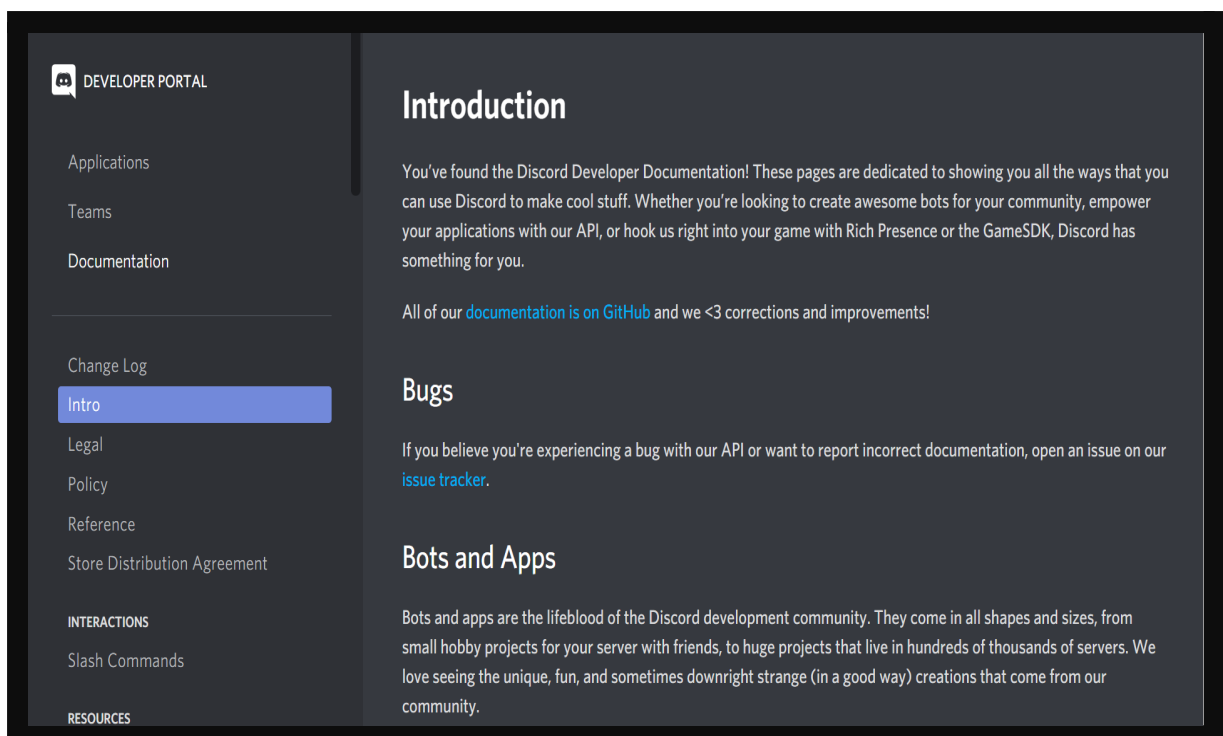 DEVELOPER PORTAL
Applications
Teams
Documentation
Change Log
Intro
Legal
Policy
Reference
Store Distribution Agreement
INTERACTIONS
Slash Commands
RESOURCES
Introduction
You've found the Discord Developer Documentation! These pages are dedicated to showing you all the ways that you
can use Discord to make cool stuff. Whether you're looking to create awesome bots for your community, empower
your applications with our API, or hook us right into your game with Rich Presence or the GameSDK, Discord has
something for you.
All of our documentation is on GitHub and we <3 corrections and improvements!
Bugs
If you believe you're experiencing a bug with our API or want to report incorrect documentation, open an issue on our
issue tracker.
Bots and Apps
Bots and apps are the lifeblood of the Discord development community. They come in all shapes and sizes, from
small hobby projects for your server with friends, to huge projects that live in hundreds of thousands of servers. We
love seeing the unique, fun, and sometimes downright strange (in a good way) creations that come from our
community.